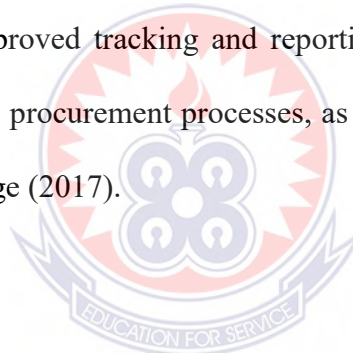 proved tracking and reporti
procurement processes, as
ge (2017).
EDUCATION FOR SERVICE